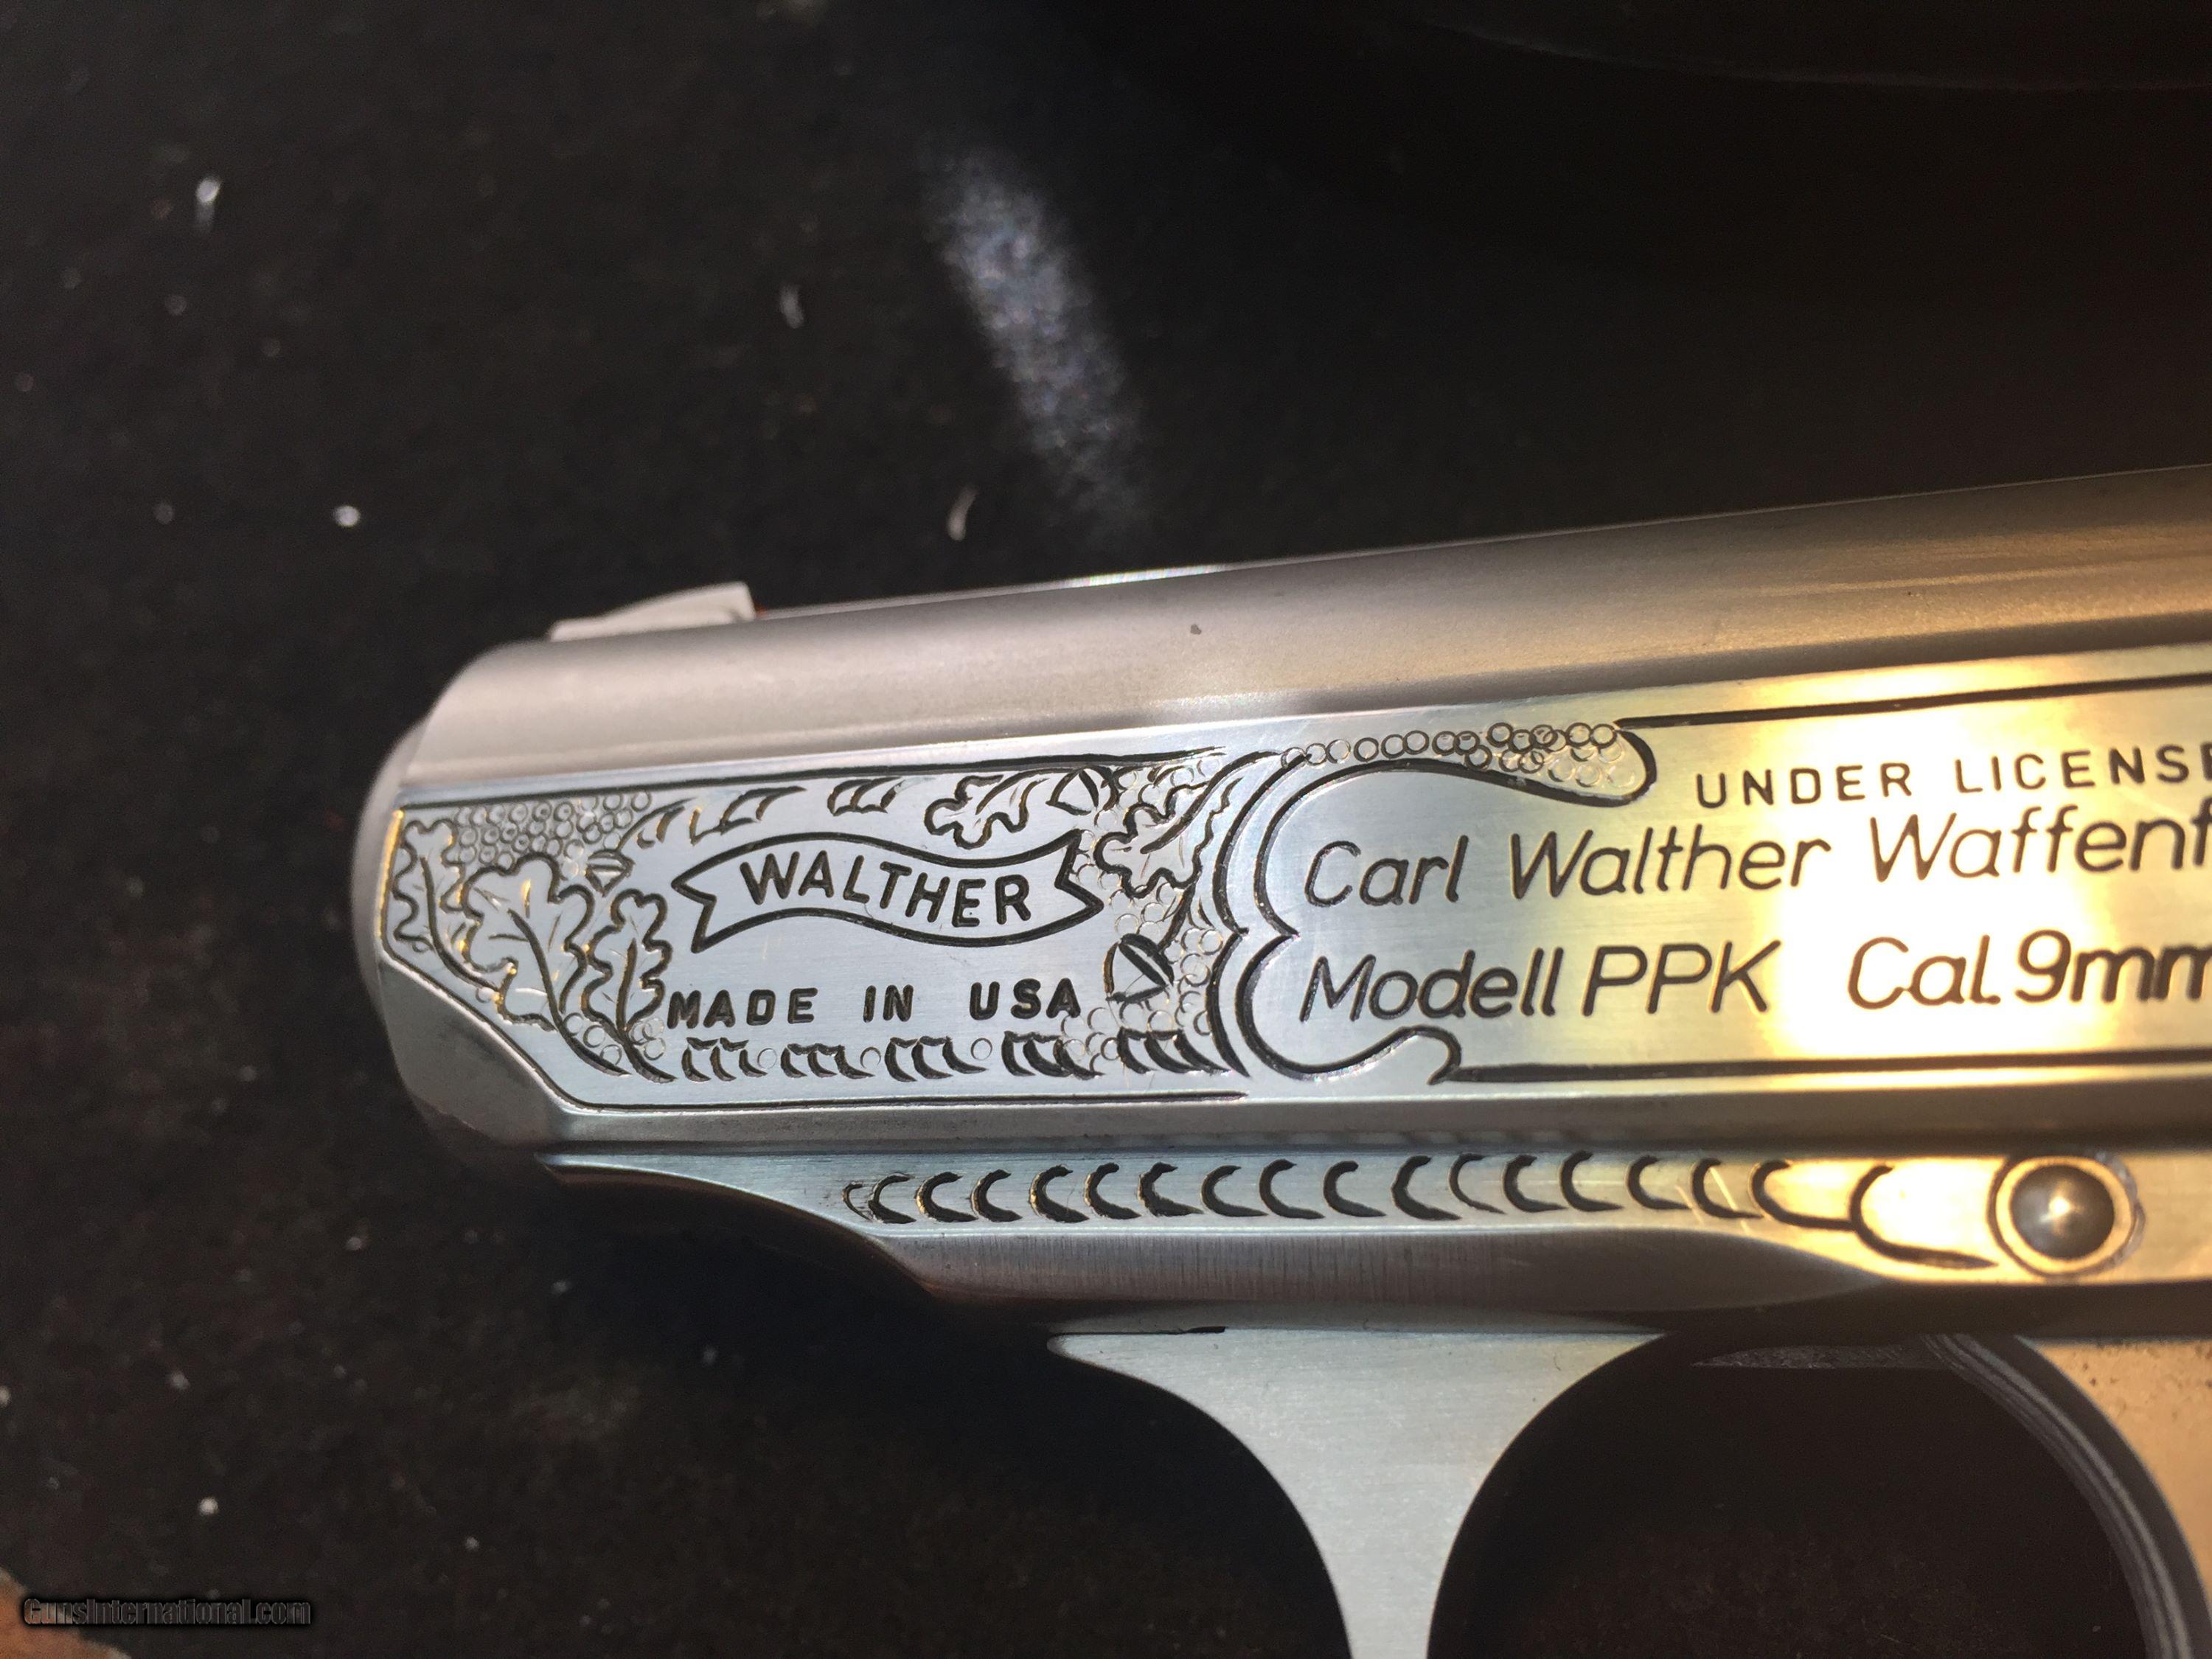 WALTHER
MADE IN USA
UNDER LICENSE
Carl Walther Waffenf
Modell PPK Cal.9mm
GunsInternational.com